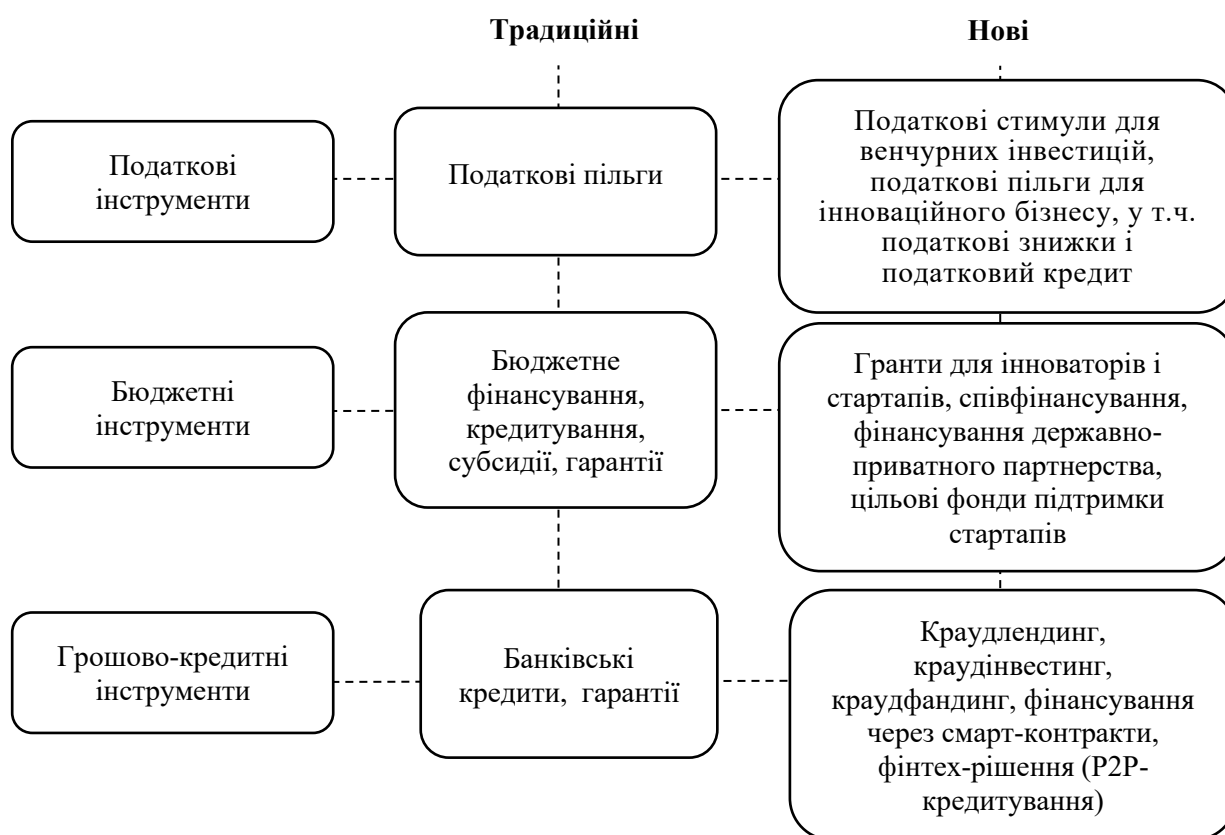 Традиційні
Нові
Податкові
інструменти
Податкові пільги
Податкові стимули для
венчурних інвестицій,
податкові пільги для
інноваційного бізнесу, у т.ч.
податкові знижки і
податковий кредит
Бюджетні
інструменти
Бюджетне
фінансування,
кредитування,
субсидії, гарантії
Гранти для інноваторів і
стартапів, співфінансування,
фінансування державно-
приватного партнерства,
цільові фонди підтримки
стартапів
Грошово-кредитні
інструменти
Банківські
кредити, гарантії
Краудлендинг,
краудінвестинг,
краудфандинг, фінансування
через смарт-контракти,
фінтех-рішення (P2P-
кредитування)